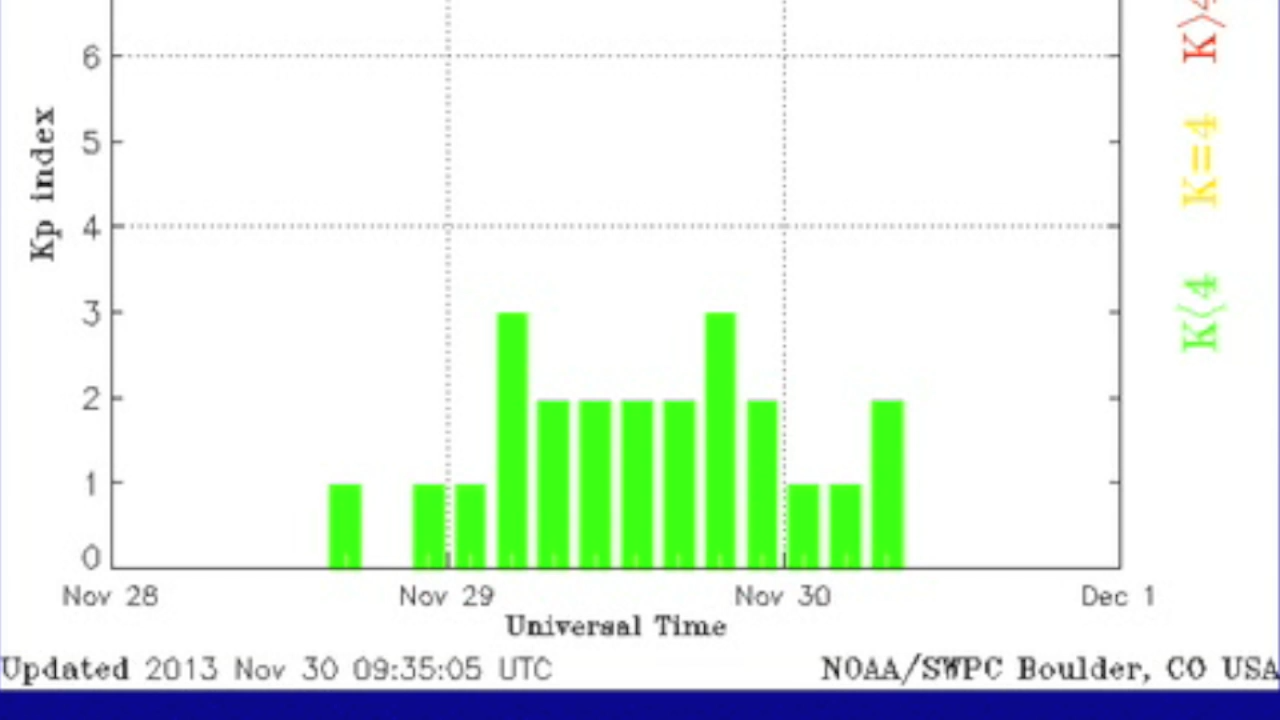 6
5
4
3
2
1
0
Kp index
Nov 28 Nov 29 Nov 30 Dec 1
Universal Time
K=4
K<4
Updated 2013 Nov 30 09:35:05 UTC
NOAA/SWPC Boulder, CO USA